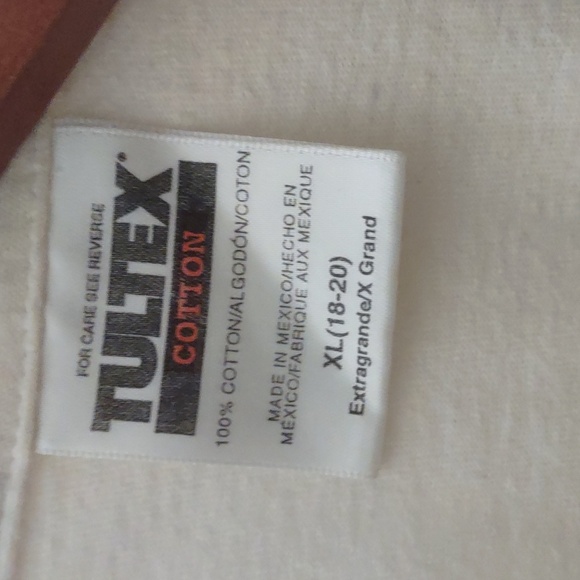 FOR CARE SEE REVERSE
TULTEX®
COTTON
100% COTTON/ALGODÓN/COTON
MADE IN MEXICO/HECHO EN
MÉXICO/FABRIQUE AUX MEXIQUE
XL(18-20)
Extragrande/X Grand